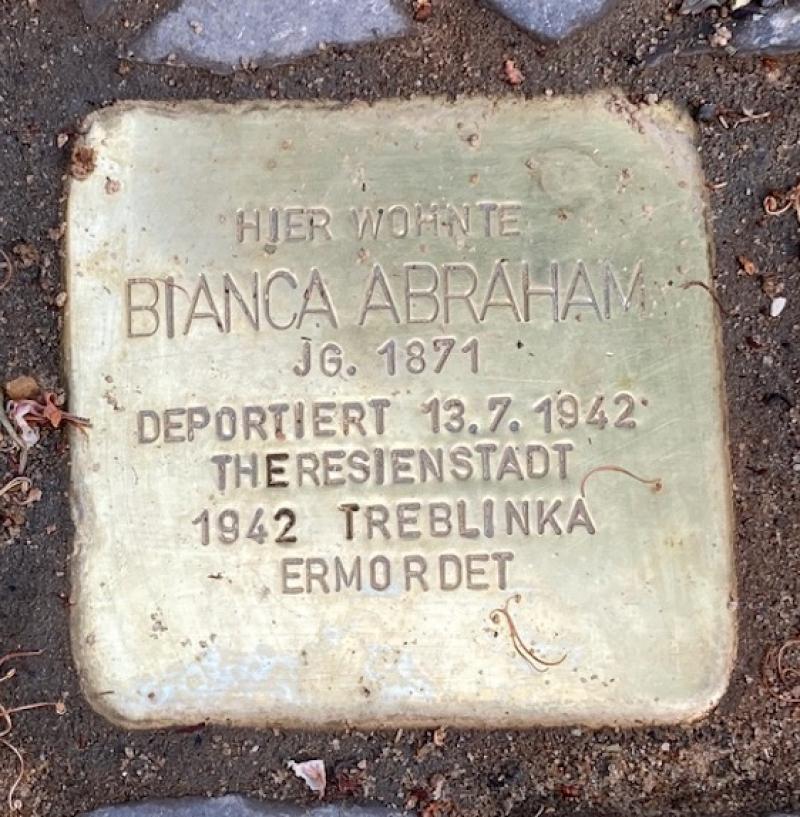 HIER WOHNTE
BIANCA ABRAHAM
JG. 1871
DEPORTIERT 13.7.1942
THERESIENSTADT
1942 TREBLINKA
ERMORDET